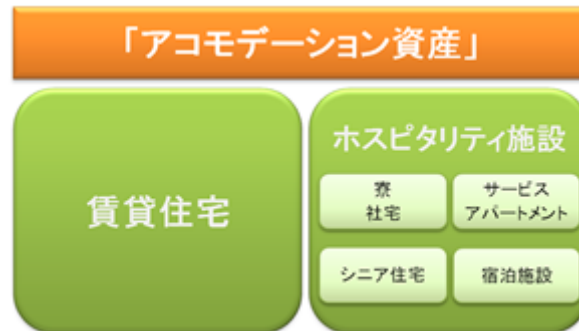 「アコモデーション資産」
賃貸住宅
ホスピタリティ施設
寮
社宅
サービス
アパートメント
シニア住宅
宿泊施設